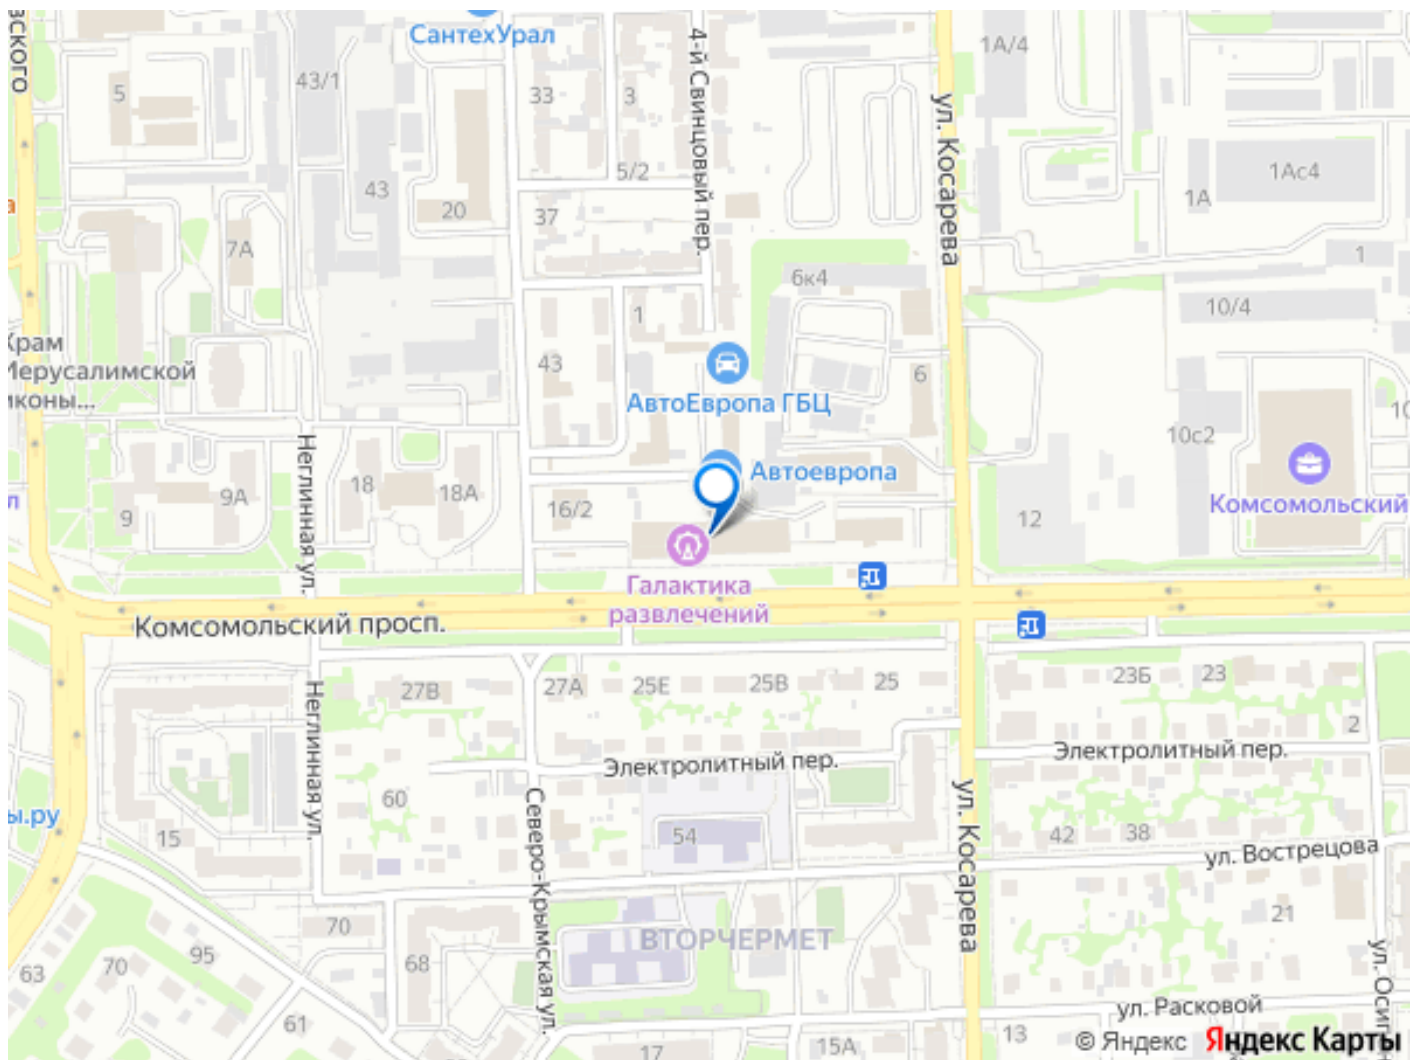 СантехУрал
4-й Свинцовый пер.
ул. Косарева
1А/4
43/1
5
33
3
43
5/2
1Ас4
1А
20
37
7А
1
6к4
10/4
1
Храм
Иерусалимской
иконы...
43
6
АвтоЕвропа ГБЦ
10с2
Неглинная ул.
Автоевропа
Комсомольский
9
9А
18
18А
16/2
12
Галактика
развлечений
Комсомольский просп.
27В
27А
25Е
25В
25
23Б
23
2
Неглинная ул.
Электролитный пер.
Электролитный пер.
60
Северо-Крымская ул.
ул. Косарева
15
54
42
38
ул. Вострецова
70
ВТОРЧЕРМЕТ
21
95
70
63
68
61
17
15А
13
ул. Расковой
© Яндекс Яндекс Карты